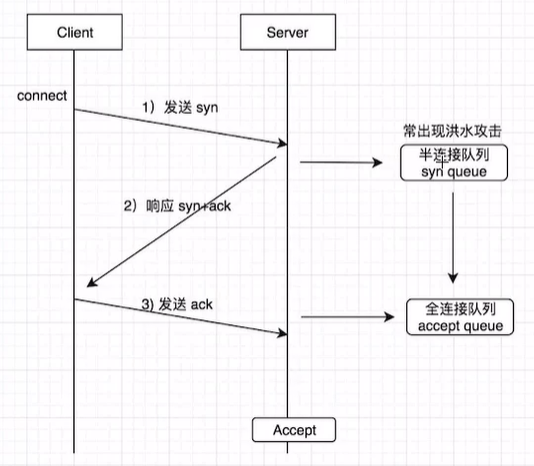 Client
Server
connect
1）发送 syn
常出现洪水攻击
半连接队列
syn queue
2）响应 syn+ack
3) 发送 ack
全连接队列
accept queue
Accept